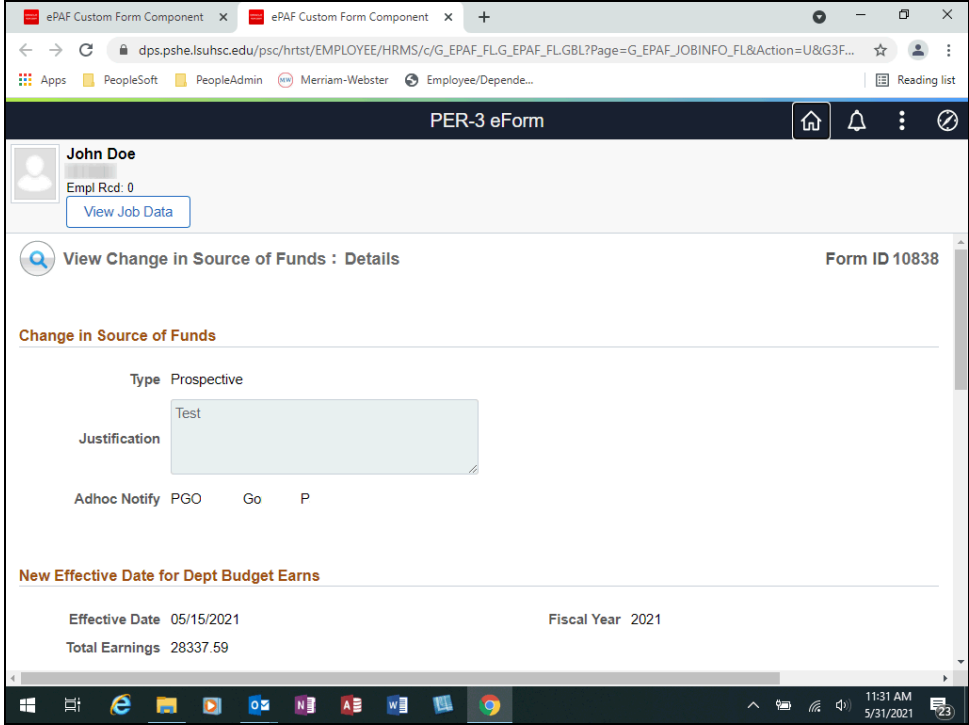 ePAF Custom Form Component
ePAF Custom Form Component
dps.pshe.lsuhsc.edu/psc/hrtst/EMPLOYEE/HRMS/c/G_EPAF_FL.G_EPAF_FL.GBL?Page=G_EPAF_JOBINFO_FL&Action=U&G3F...
Apps PeopleSoft PeopleAdmin Merriam-Webster Employee/Depende... Reading list
PER-3 eForm
John Doe
Empl Rcd: 0
View Job Data
View Change in Source of Funds : Details Form ID 10838
Change in Source of Funds
Type Prospective
Justification Test
Adhoc Notify PGO Go P
New Effective Date for Dept Budget Earns
Effective Date 05/15/2021 Fiscal Year 2021
Total Earnings 28337.59
11:31 AM
5/31/2021
23